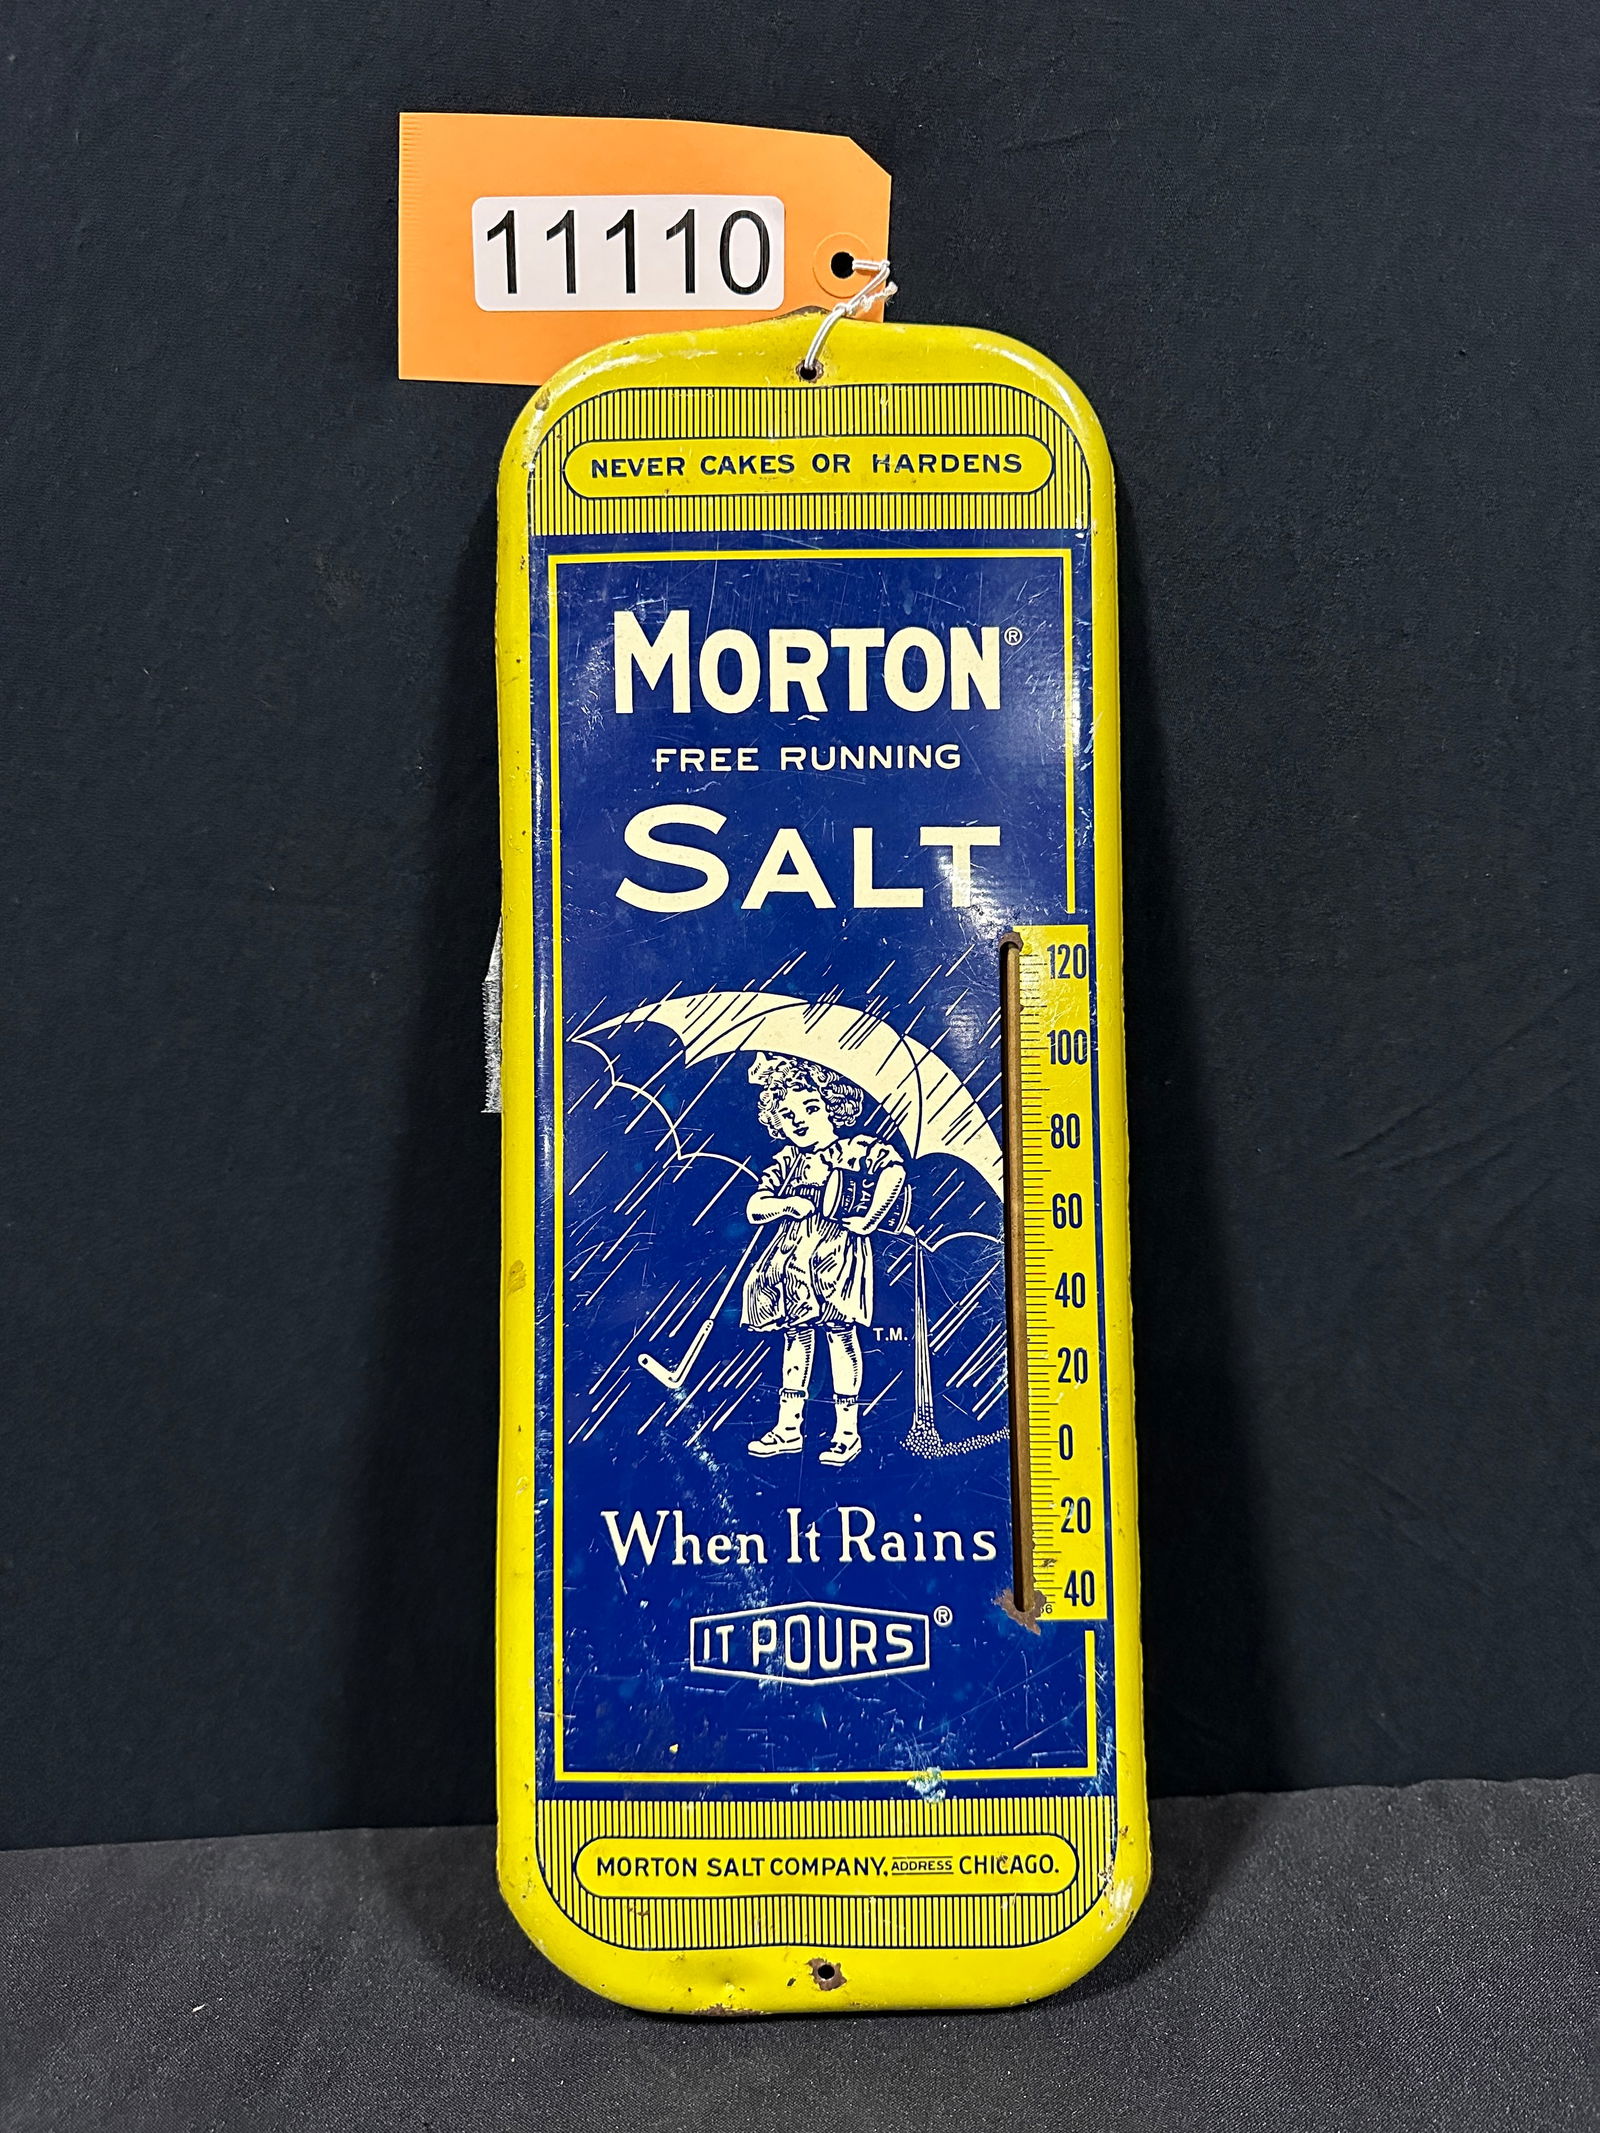 11110
NEVER CAKES OR HARDENS
MORTON®
FREE RUNNING
SALT
120
100
80
60
SALT
40
T.M.
20
0
20
When It Rains
40
IT POURS®
MORTON SALT COMPANY, ADDRESS CHICAGO.